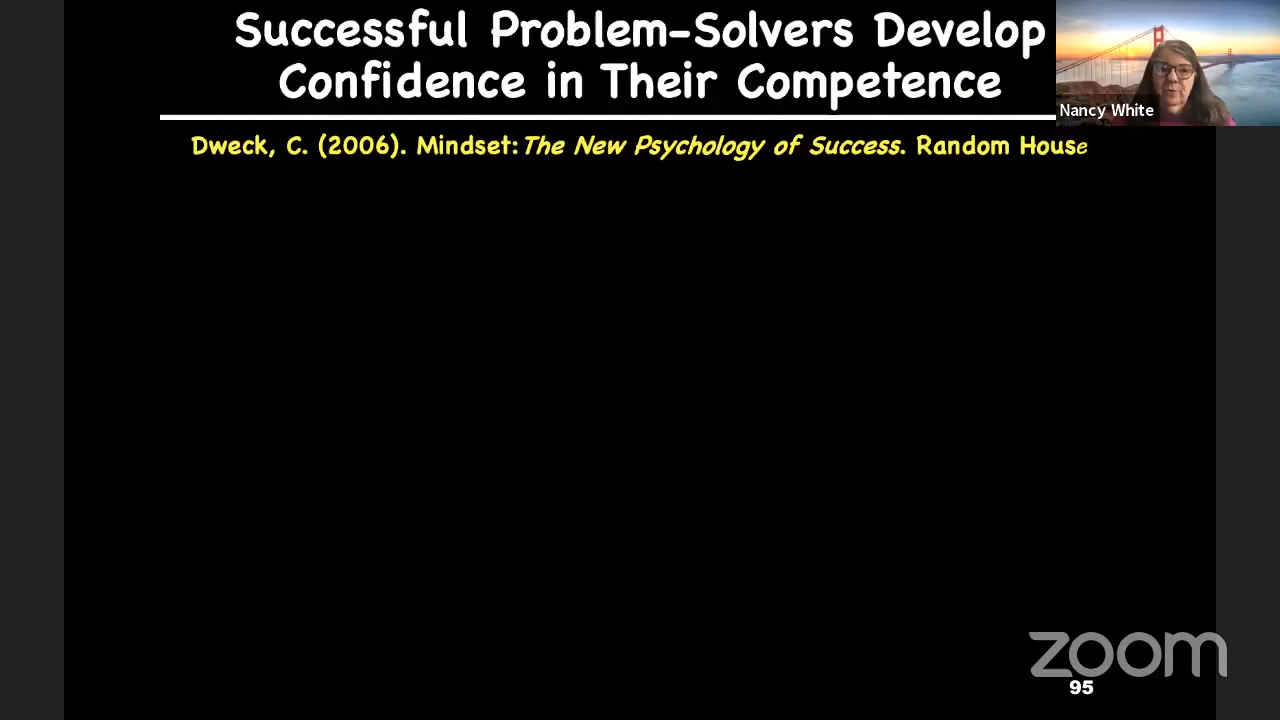 Successful Problem-Solvers Develop
Confidence in Their Competence
Nancy White
Dweck, C. (2006). Mindset: The New Psychology of Success. Random House
zoom
95